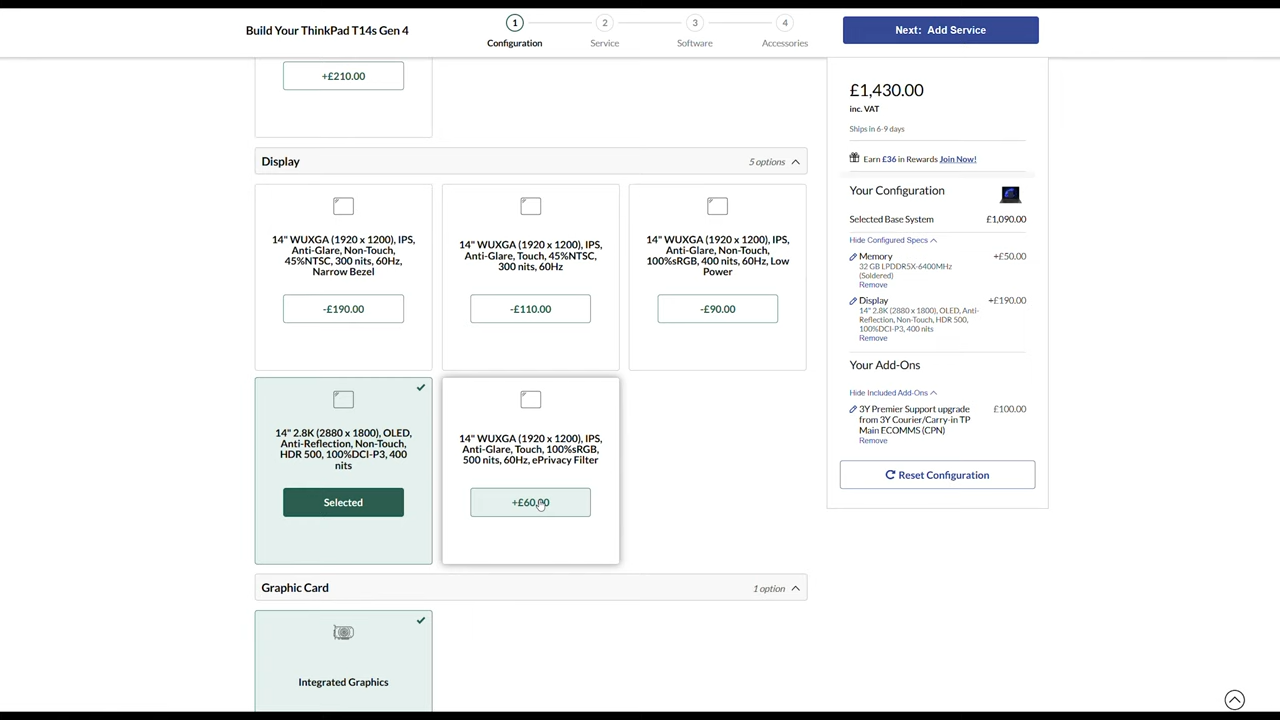 Build Your ThinkPad T14s Gen 4
1
2
3
4
Configuration
Service
Software
Accessories
Next: Add Service
+£210.00
Display
5 options
14" WUXGA (1920 x 1200), IPS,
Anti-Glare, Non-Touch,
45%NTSC, 300 nits, 60Hz,
Narrow Bezel
-£190.00
14" WUXGA (1920 x 1200), IPS,
Anti-Glare, Touch, 45%NTSC,
300 nits, 60Hz
-£110.00
14" WUXGA (1920 x 1200), IPS,
Anti-Glare, Non-Touch,
100%sRGB, 400 nits, 60Hz, Low
Power
-£90.00
14" 2.8K (2880 x 1800), OLED,
Anti-Reflection, Non-Touch,
HDR 500, 100%DCI-P3, 400
nits
Selected
14" WUXGA (1920 x 1200), IPS,
Anti-Glare, Touch, 100%sRGB,
500 nits, 60Hz, ePrivacy Filter
+£60.00
Graphic Card
1 option
Integrated Graphics
£1,430.00
inc. VAT
Ships in 6-9 days
Earn £36 in Rewards Join Now!
Your Configuration
Selected Base System £1,090.00
Hide Configured Specs
Memory +£50.00
32 GB LPDDR5X-6400MHz
(Soldered)
Remove
Display +£190.00
14" 2.8K (2880 x 1800), OLED, Anti-
Reflection, Non-Touch, HDR 500,
100%DCI-P3, 400 nits
Remove
Your Add-Ons
Hide Included Add-Ons
3Y Premier Support upgrade £100.00
from 3Y Courier/Carry-in TP
Main ECOMMS (CPN)
Remove
Reset Configuration